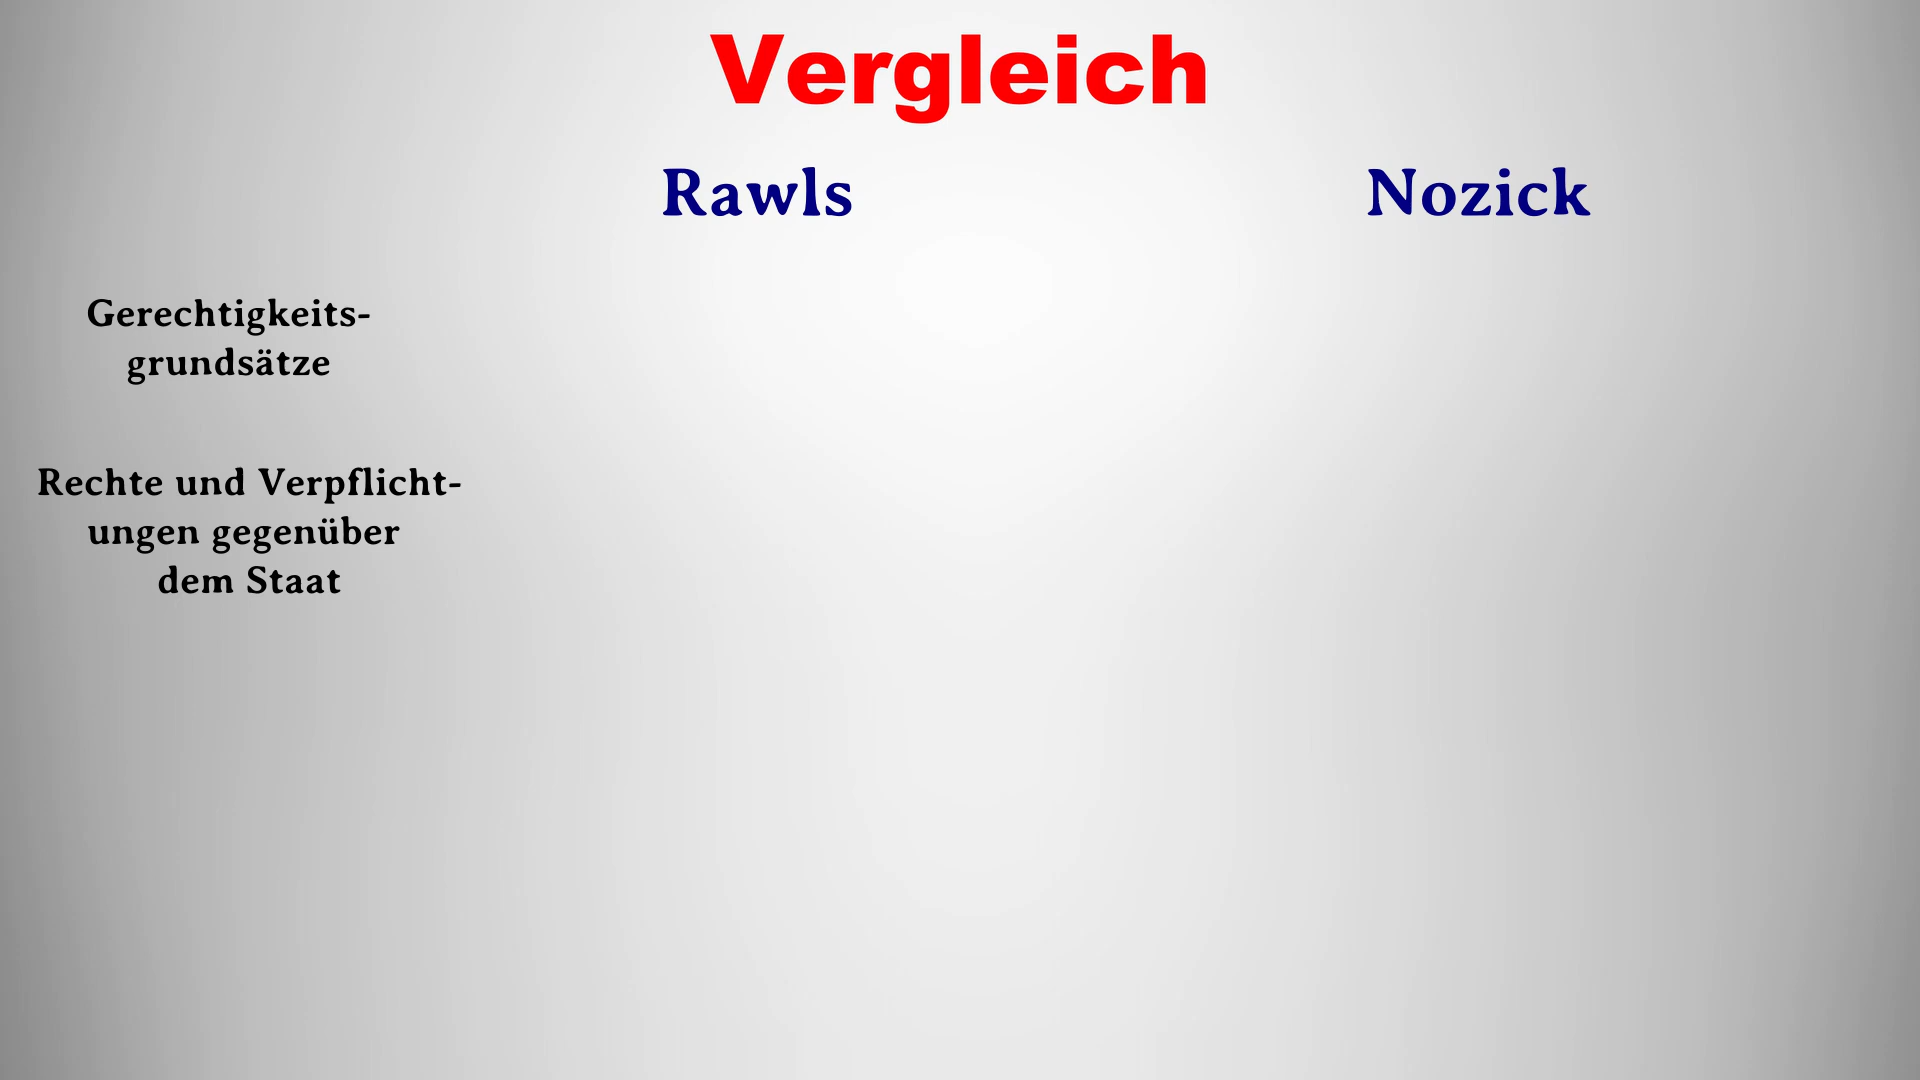 Vergleich
Rawls
Nozick
Gerechtigkeits-
grundsätze
Rechte und Verpflicht-
ungen gegenüber
dem Staat